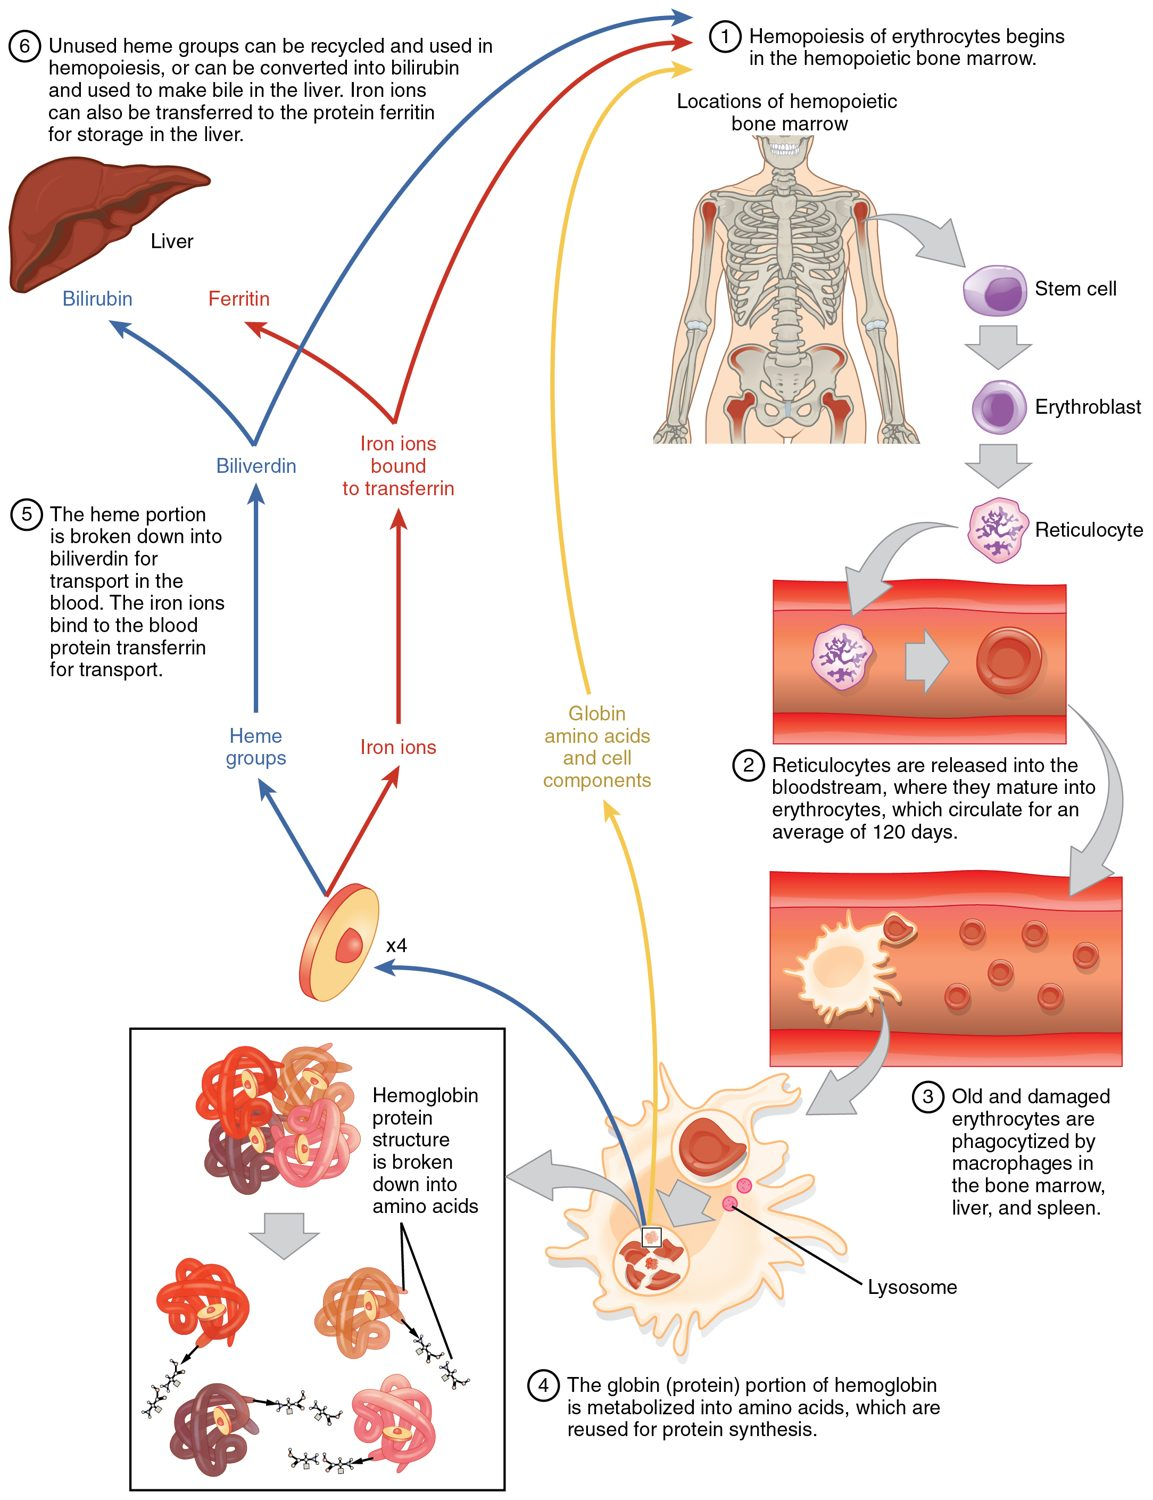 6 Unused heme groups can be recycled and used in
hemopoiesis, or can be converted into bilirubin
and used to make bile in the liver. Iron ions
can also be transferred to the protein ferritin
for storage in the liver.
Liver
Bilirubin
Ferritin
1 Hemopoiesis of erythrocytes begins
in the hemopoietic bone marrow.
Locations of hemopoietic
bone marrow
Stem cell
Erythroblast
Reticulocyte
Biliverdin
Iron ions
bound
to transferrin
5 The heme portion
is broken down into
biliverdin for
transport in the
blood. The iron ions
bind to the blood
protein transferrin
for transport.
Heme
groups
Iron ions
Globin
amino acids
and cell
components
2 Reticulocytes are released into the
bloodstream, where they mature into
erythrocytes, which circulate for an
average of 120 days.
x4
3 Old and damaged
erythrocytes are
phagocytized by
macrophages in
the bone marrow,
liver, and spleen.
Hemoglobin
protein
structure
is broken
down into
amino acids
Lysosome
4 The globin (protein) portion of hemoglobin
is metabolized into amino acids, which are
reused for protein synthesis.